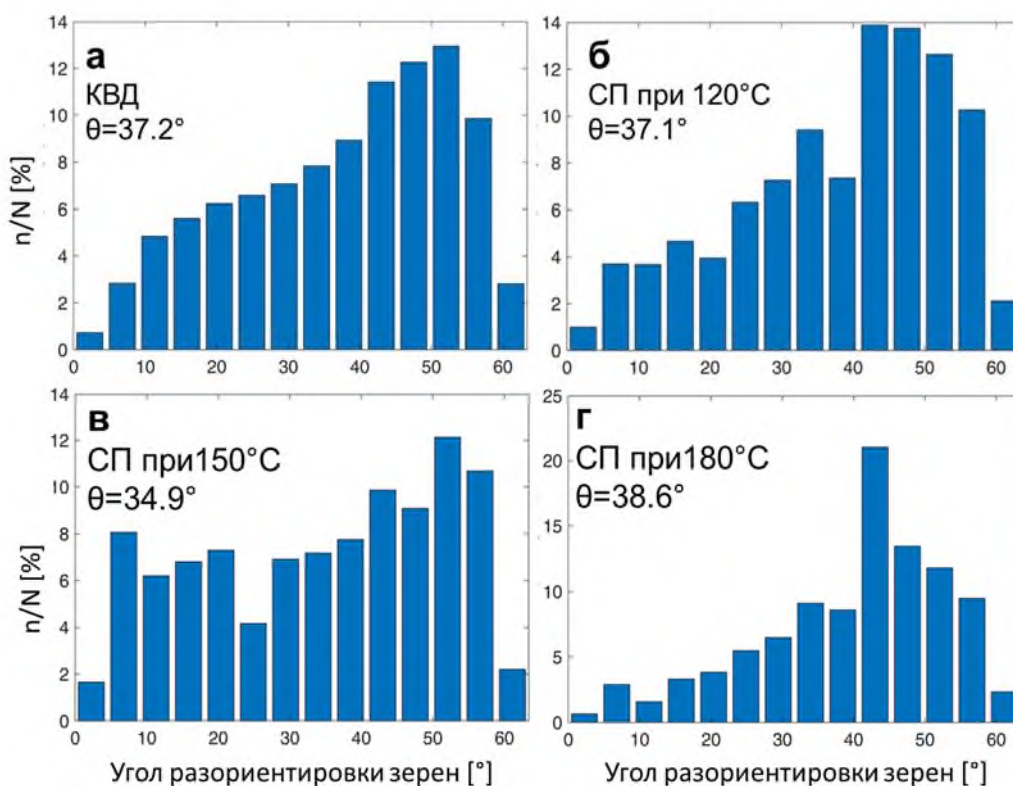 а
КВД
θ=37.2°
n/N [%]
0
2
4
6
8
10
12
14
0 10 20 30 40 50 60
б
СП при 120°C
θ=37.1°
0
2
4
6
8
10
12
14
0 10 20 30 40 50 60
в
СП при150°C
θ=34.9°
n/N [%]
0
2
4
6
8
10
12
14
0 10 20 30 40 50 60
Угол разориентировки зерен [°]
г
СП при180°C
θ=38.6°
0
5
10
15
20
25
0 10 20 30 40 50 60
Угол разориентировки зерен [°]